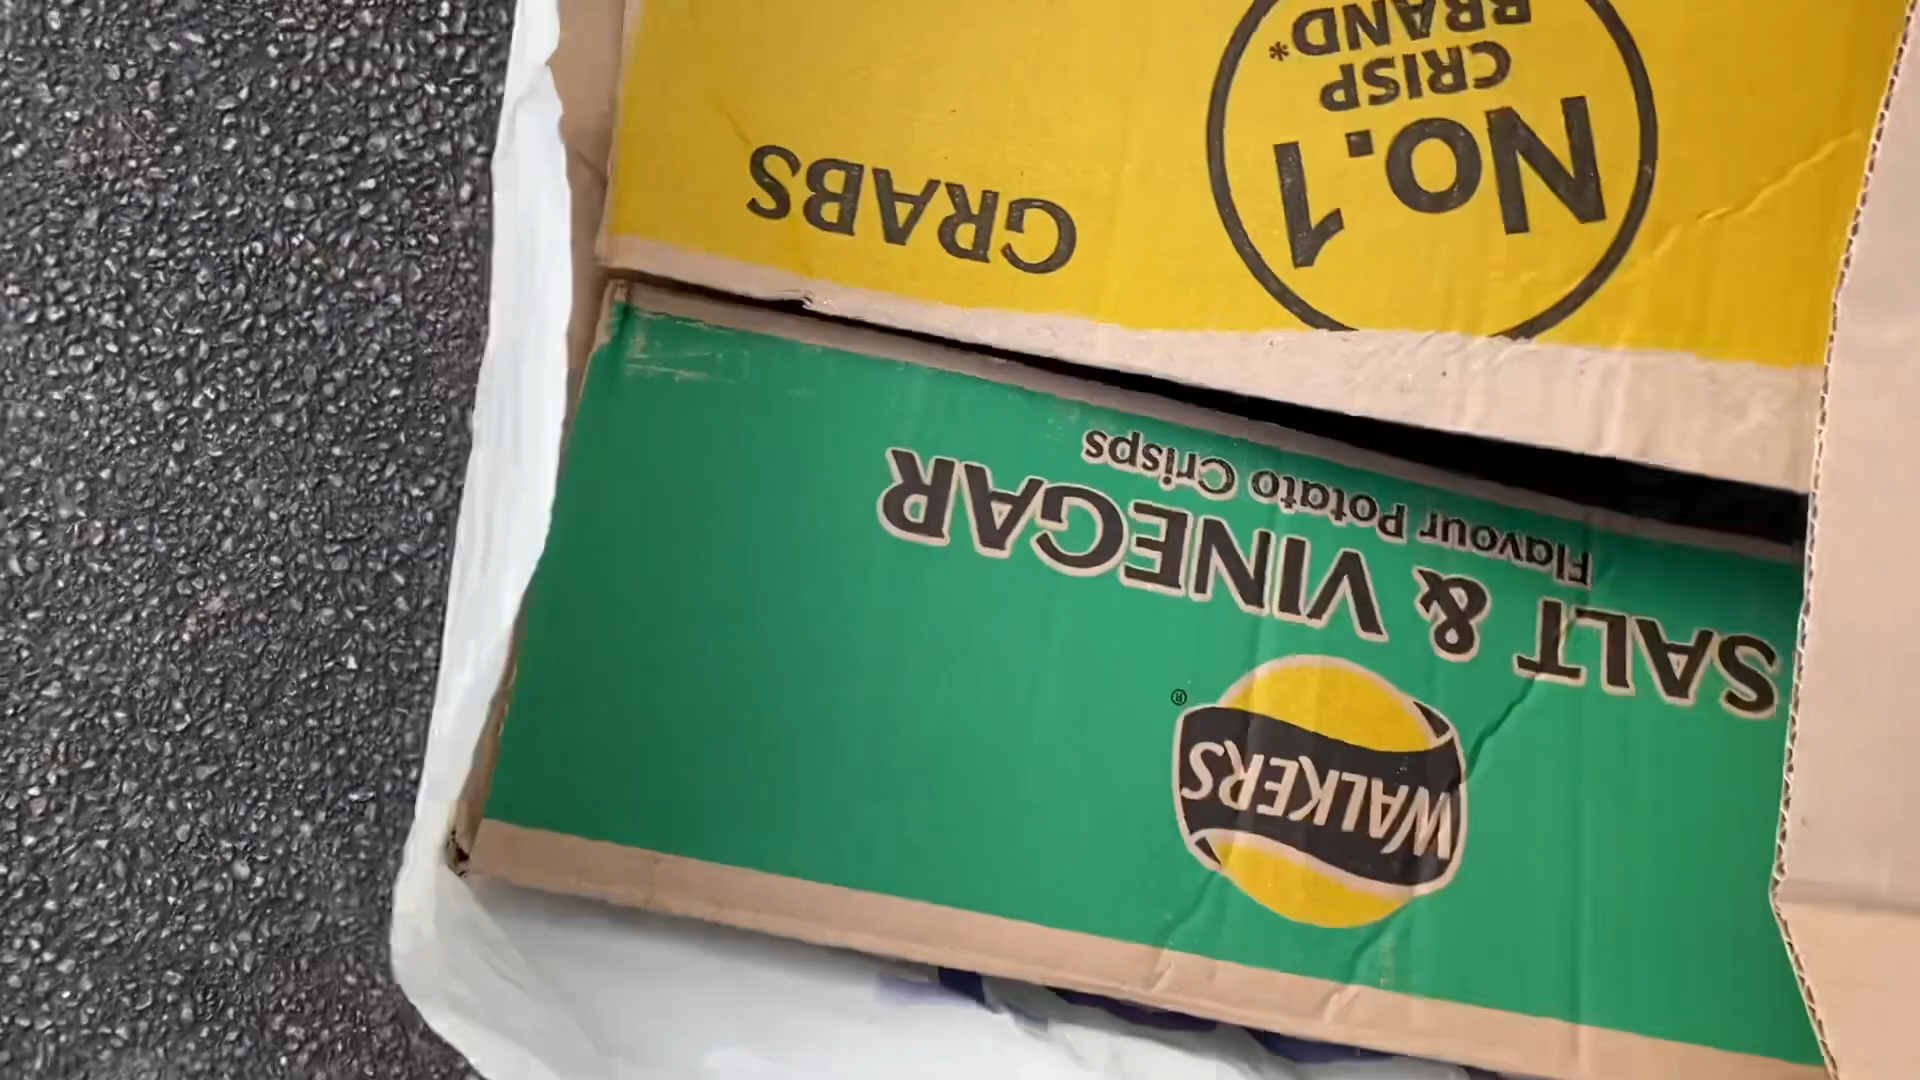 WALKERS
®
SALT & VINEGAR
Flavour Potato Crisps
No.1
CRISP
BRAND*
GRABS